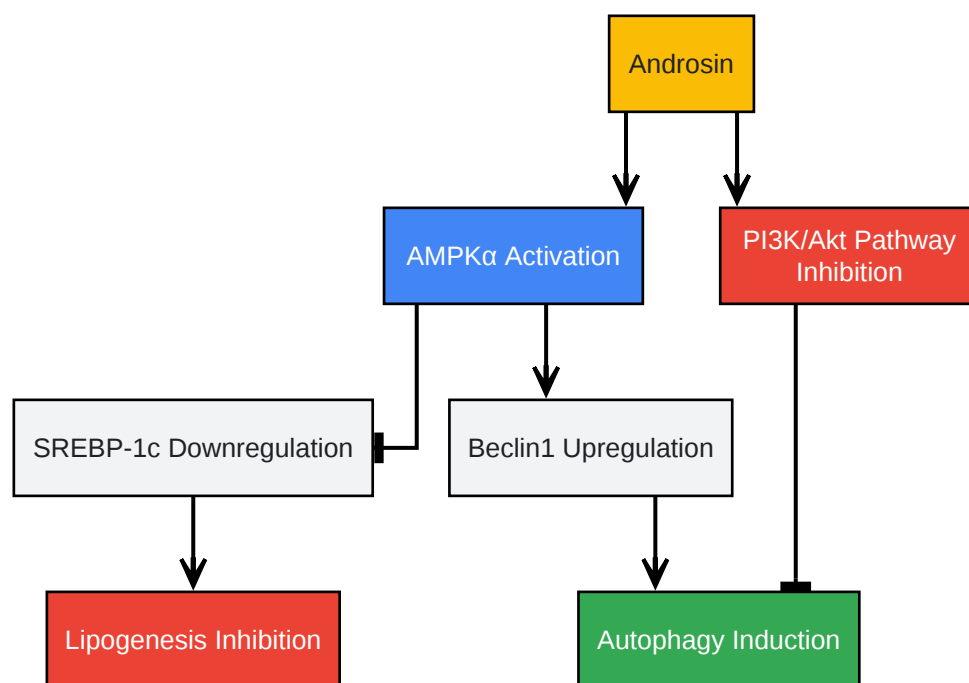 Androsin
AMPKα Activation
PI3K/Akt Pathway
Inhibition
SREBP-1c Downregulation
Beclin1 Upregulation
Lipogenesis Inhibition
Autophagy Induction